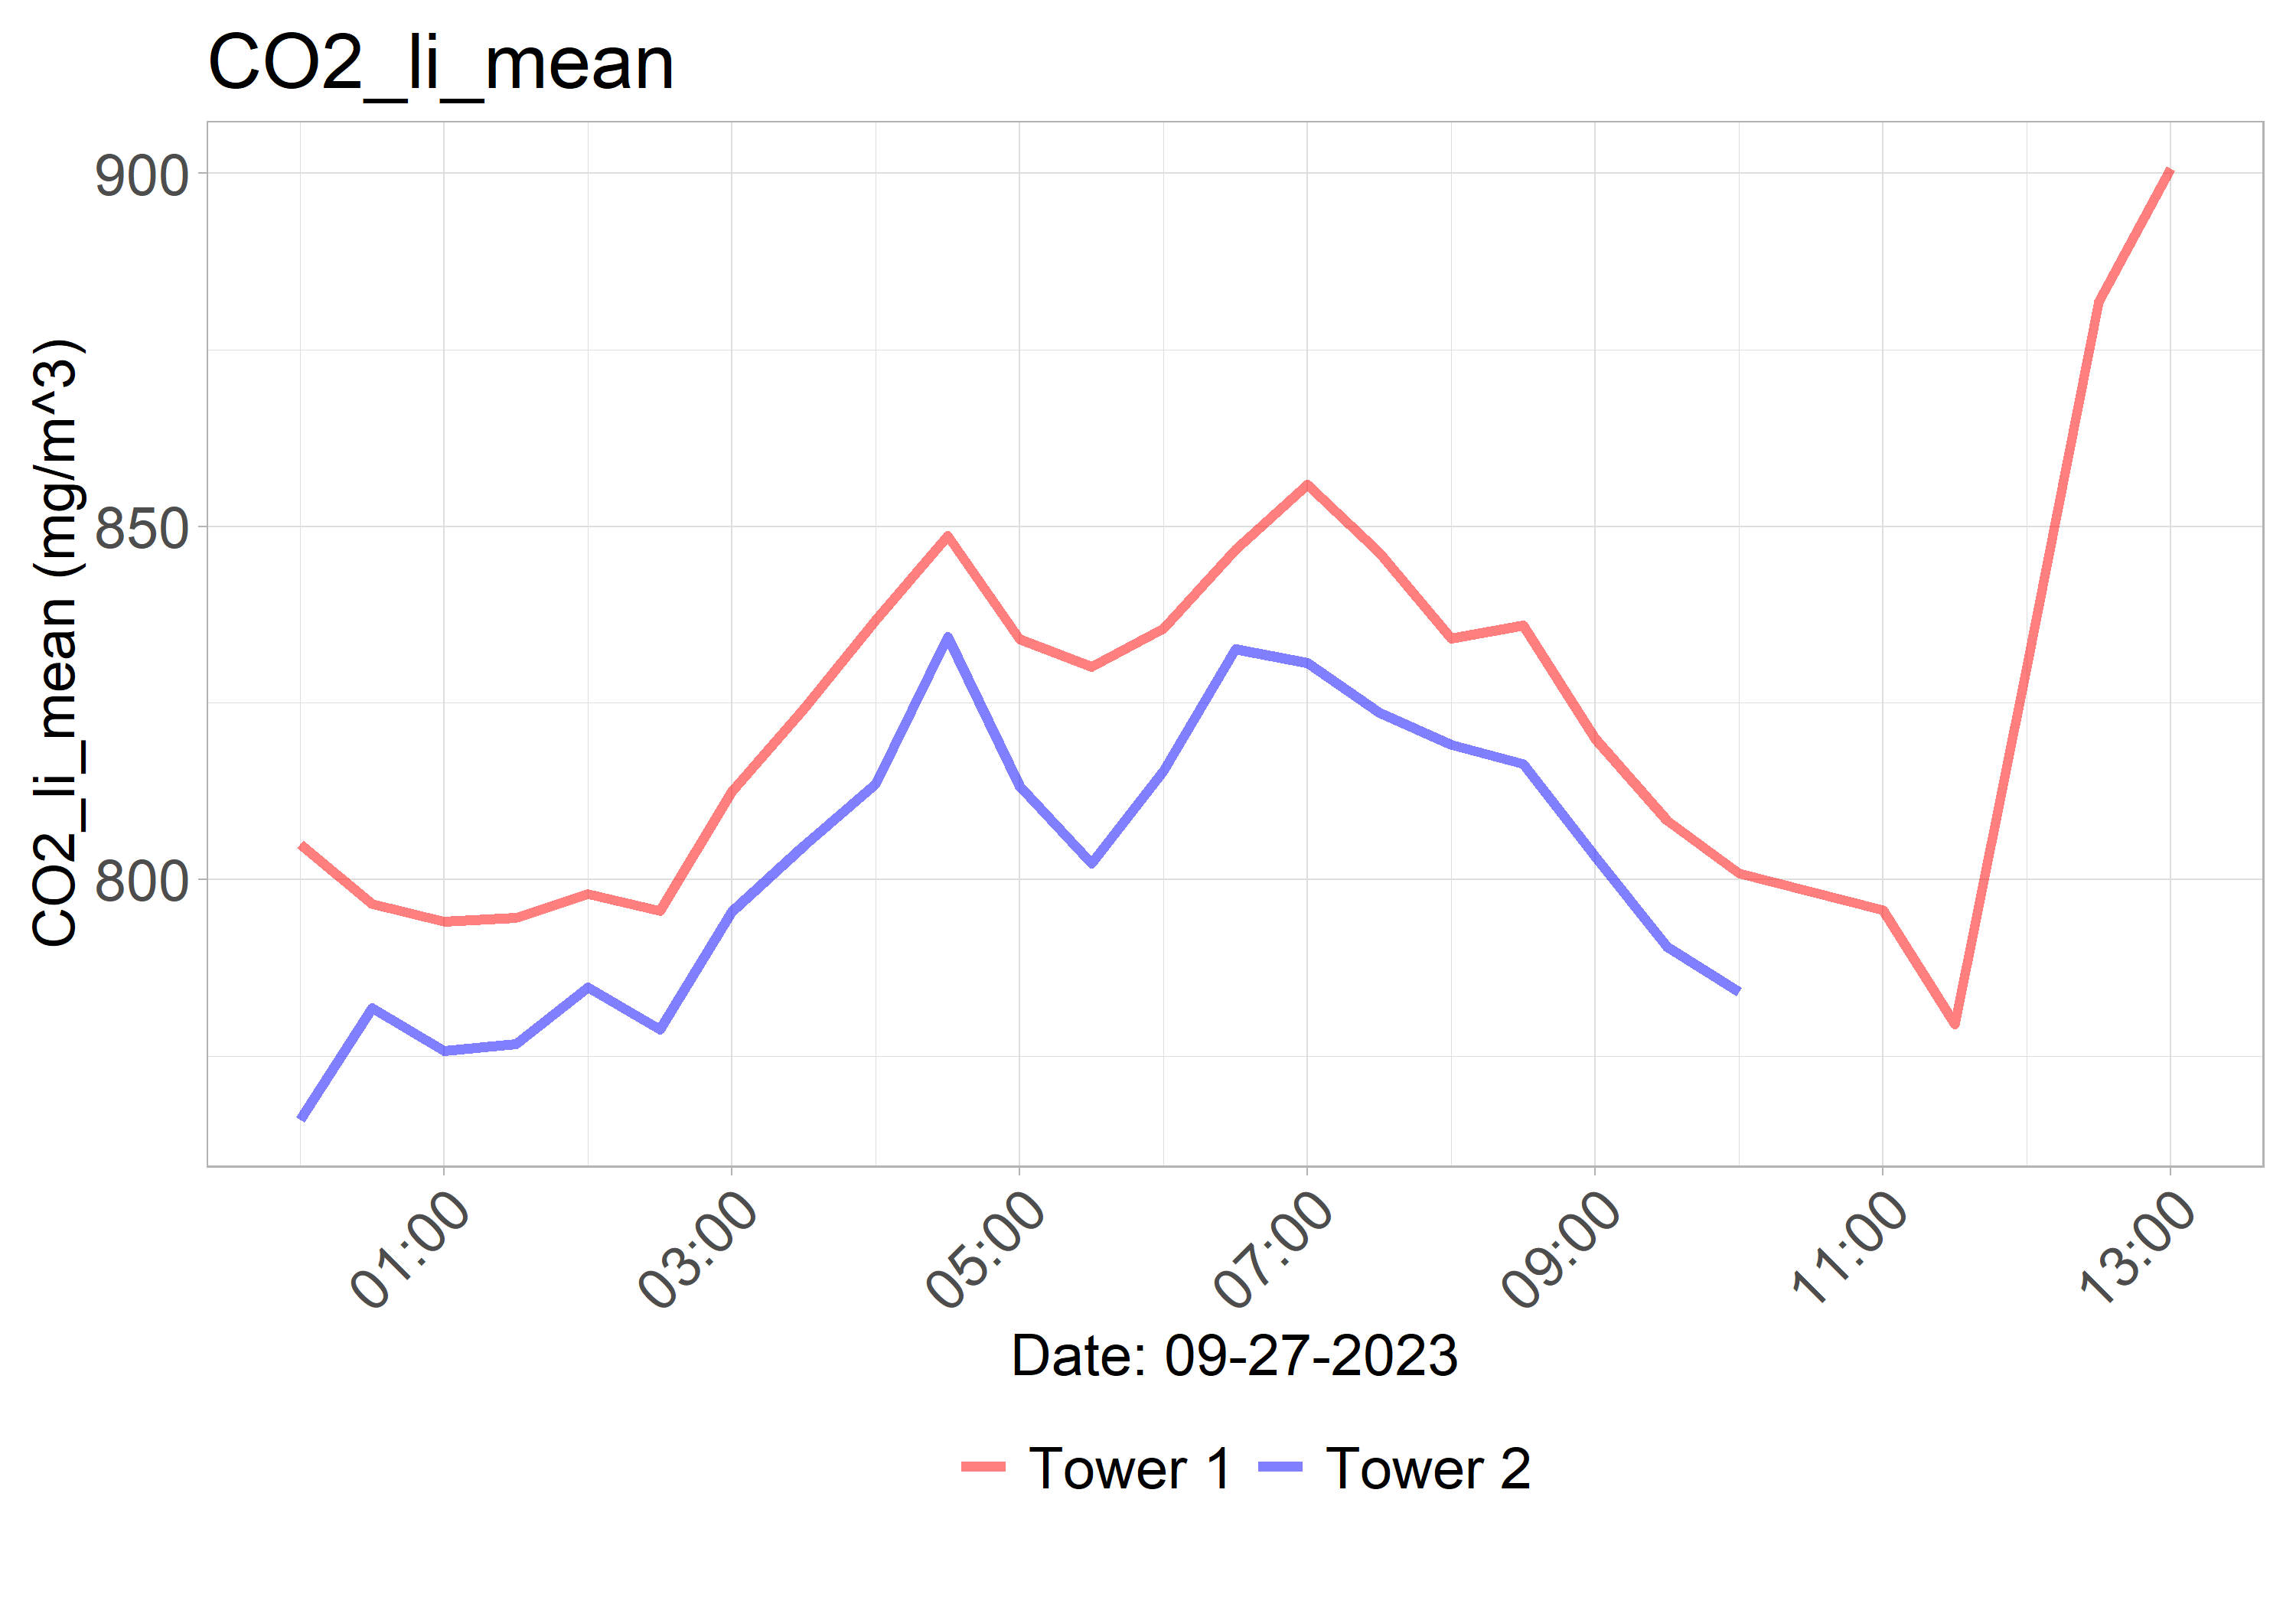 CO2_li_mean
CO2_li_mean (mg/m^3)
900
850
800
01:00
03:00
05:00
07:00
09:00
11:00
13:00
Date: 09-27-2023
Tower 1
Tower 2